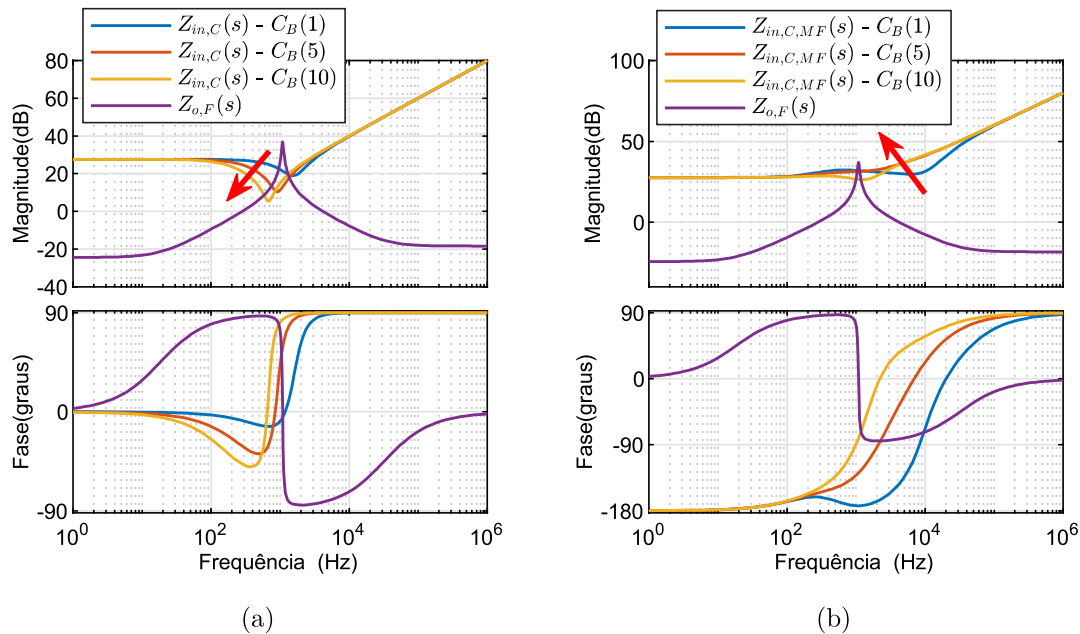 Z_{in,C}(s) - C_B(1)
Z_{in,C}(s) - C_B(5)
Z_{in,C}(s) - C_B(10)
Z_{o,F}(s)
Magnitude(dB)
80
60
40
20
0
-20
-40
Fase(graus)
90
0
-90
10^0
10^2
10^4
10^6
Frequência (Hz)
(a)
Z_{in,C,MF}(s) - C_B(1)
Z_{in,C,MF}(s) - C_B(5)
Z_{in,C,MF}(s) - C_B(10)
Z_{o,F}(s)
Magnitude(dB)
100
50
0
Fase(graus)
90
0
-90
-180
10^0
10^2
10^4
10^6
Frequência (Hz)
(b)